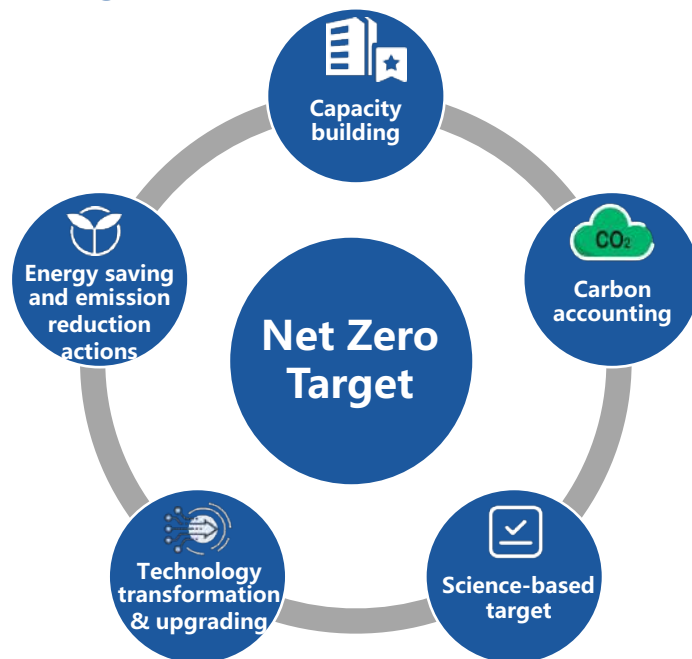 Capacity
building
CO₂
Carbon
accounting
Science-based
target
Technology
transformation
& upgrading
Energy saving
and emission
reduction
actions
Net Zero
Target